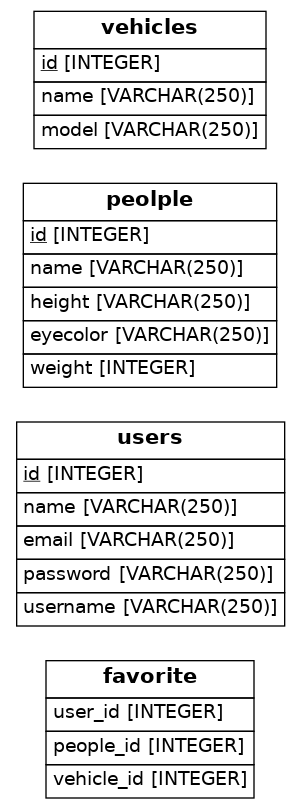 vehicles
id [INTEGER]
name [VARCHAR(250)]
model [VARCHAR(250)]
peolple
id [INTEGER]
name [VARCHAR(250)]
height [VARCHAR(250)]
eyecolor [VARCHAR(250)]
weight [INTEGER]
users
id [INTEGER]
name [VARCHAR(250)]
email [VARCHAR(250)]
password [VARCHAR(250)]
username [VARCHAR(250)]
favorite
user_id [INTEGER]
people_id [INTEGER]
vehicle_id [INTEGER]